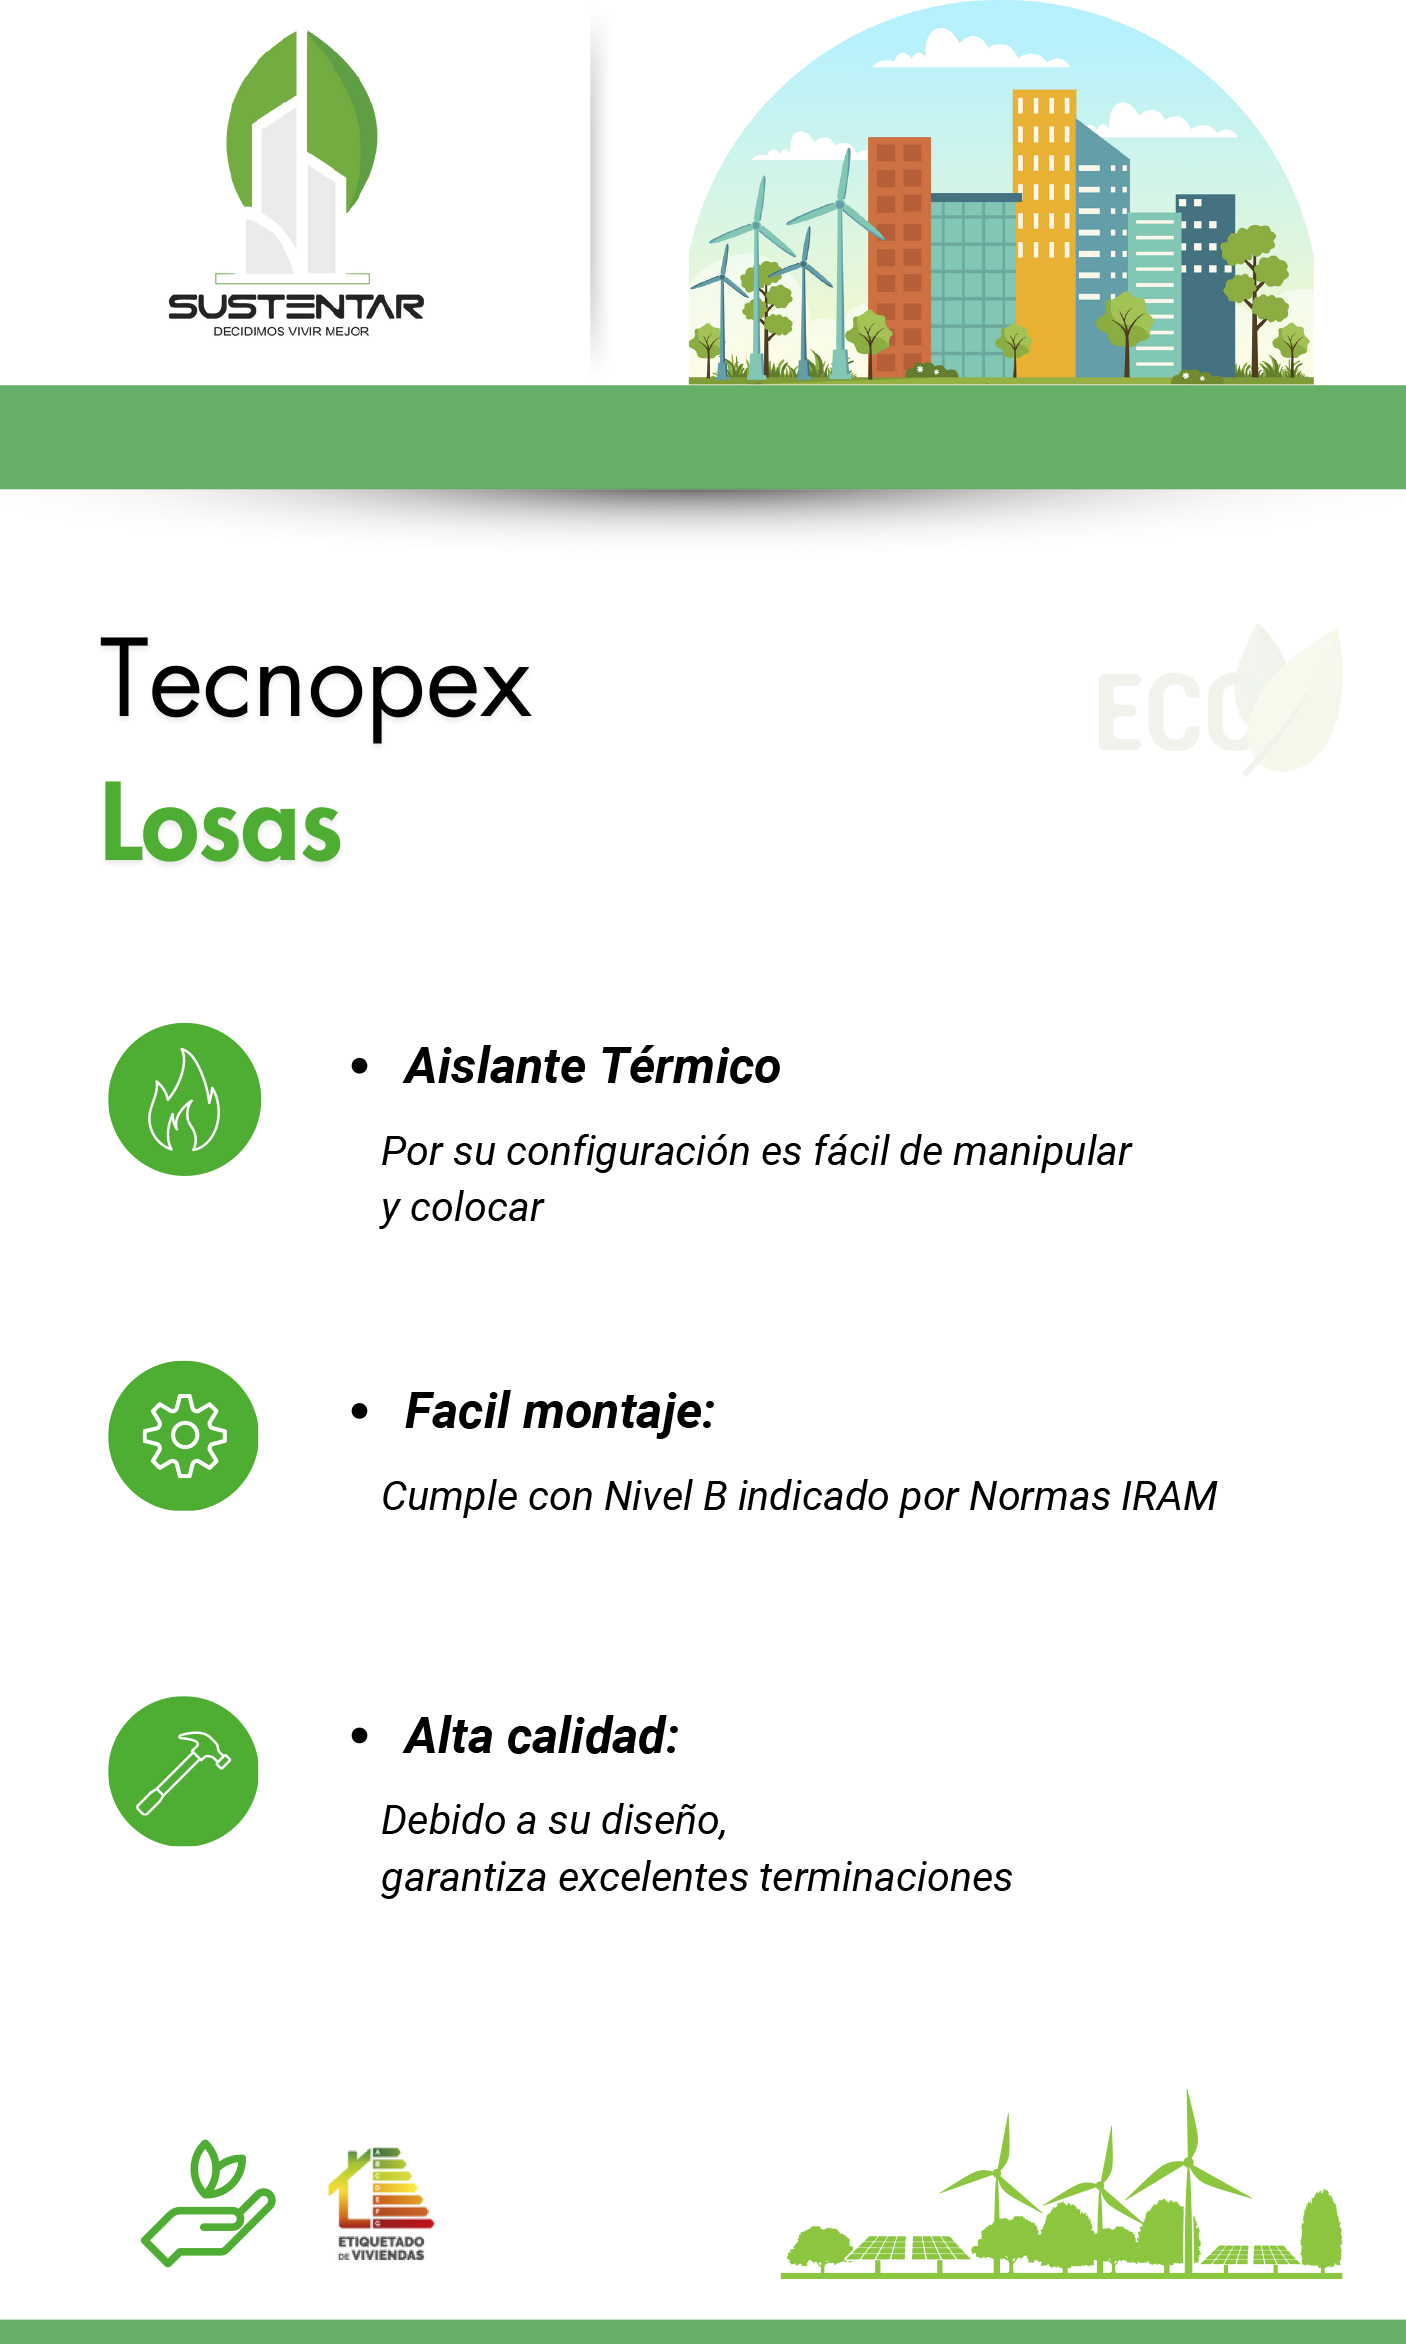 SUSTENTAR
DECIDIMOS VIVIR MEJOR
Tecnopex
ECO
Losas
• Aislante Térmico
Por su configuración es fácil de manipular
y colocar
• Facil montaje:
Cumple con Nivel B indicado por Normas IRAM
• Alta calidad:
Debido a su diseño,
garantiza excelentes terminaciones
A
B
C
D
E
F
G
ETIQUETADO
DE VIVIENDAS